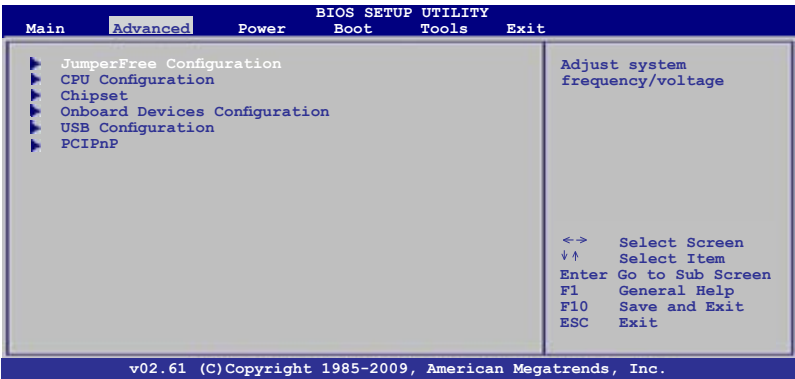 BIOS SETUP UTILITY
Main Advanced Power Boot Tools Exit
JumperFree Configuration
CPU Configuration
Chipset
Onboard Devices Configuration
USB Configuration
PCIPnP
Adjust system
frequency/voltage
←→ Select Screen
↓↑ Select Item
Enter Go to Sub Screen
F1 General Help
F10 Save and Exit
ESC Exit
v02.61 (C)Copyright 1985-2009, American Megatrends, Inc.